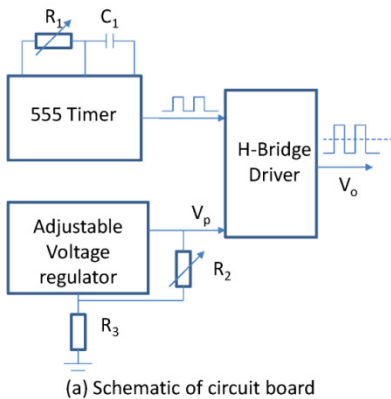 R1
C1
555 Timer
H-Bridge
Driver
Vo
Adjustable
Voltage
regulator
Vp
R2
R3
(a) Schematic of circuit board